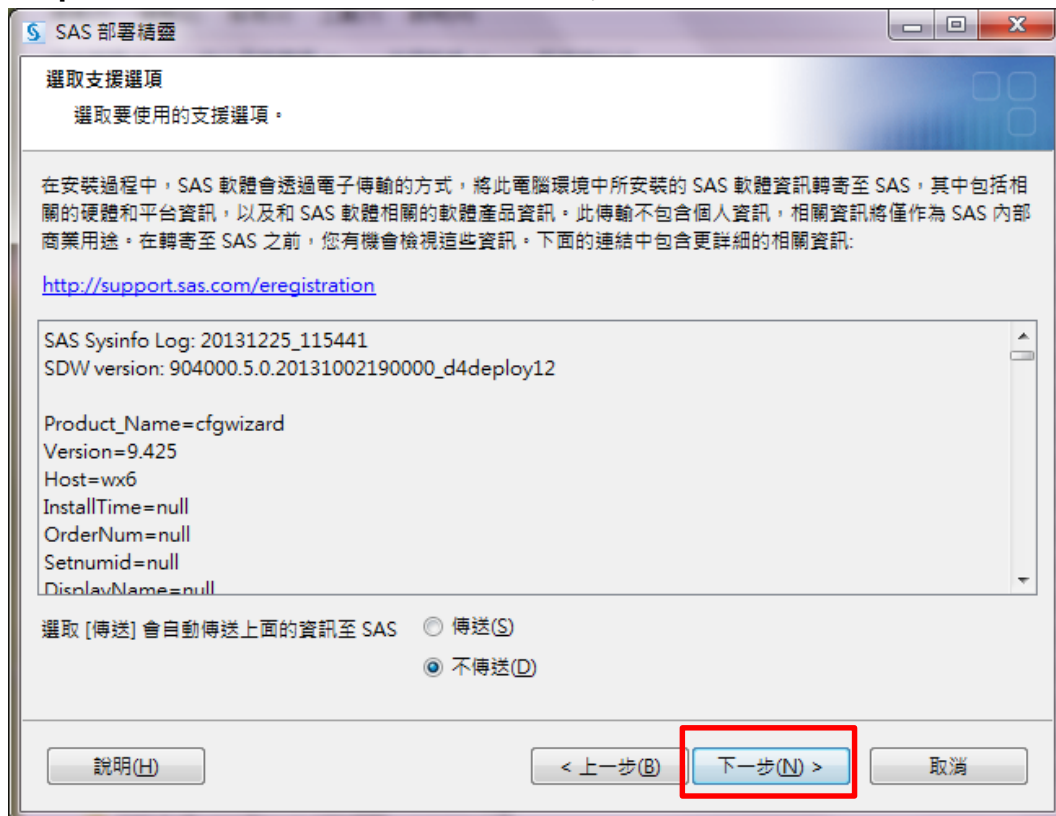 SAS 部署精靈
選取支援選項
選取要使用的支援選項。
在安裝過程中，SAS 軟體會透過電子傳輸的方式，將此電腦環境中所安裝的 SAS 軟體資訊轉寄至 SAS，其中包括相
關的硬體和平台資訊，以及和 SAS 軟體相關的軟體產品資訊。此傳輸不包含個人資訊，相關資訊將僅作為 SAS 內部
商業用途。在轉寄至 SAS 之前，您有機會檢視這些資訊。下面的連結中包含更詳細的相關資訊:
http://support.sas.com/eregistration
SAS Sysinfo Log: 20131225_115441
SDW version: 904000.5.0.20131002190000_d4deploy12
Product_Name=cfgwizard
Version=9.425
Host=wx6
InstallTime=null
OrderNum=null
Setnumid=null
DisplayName=null
選取 [傳送] 會自動傳送上面的資訊至 SAS 傳送(S)
不傳送(D)
說明(H) < 上一步(B) 下一步(N) > 取消